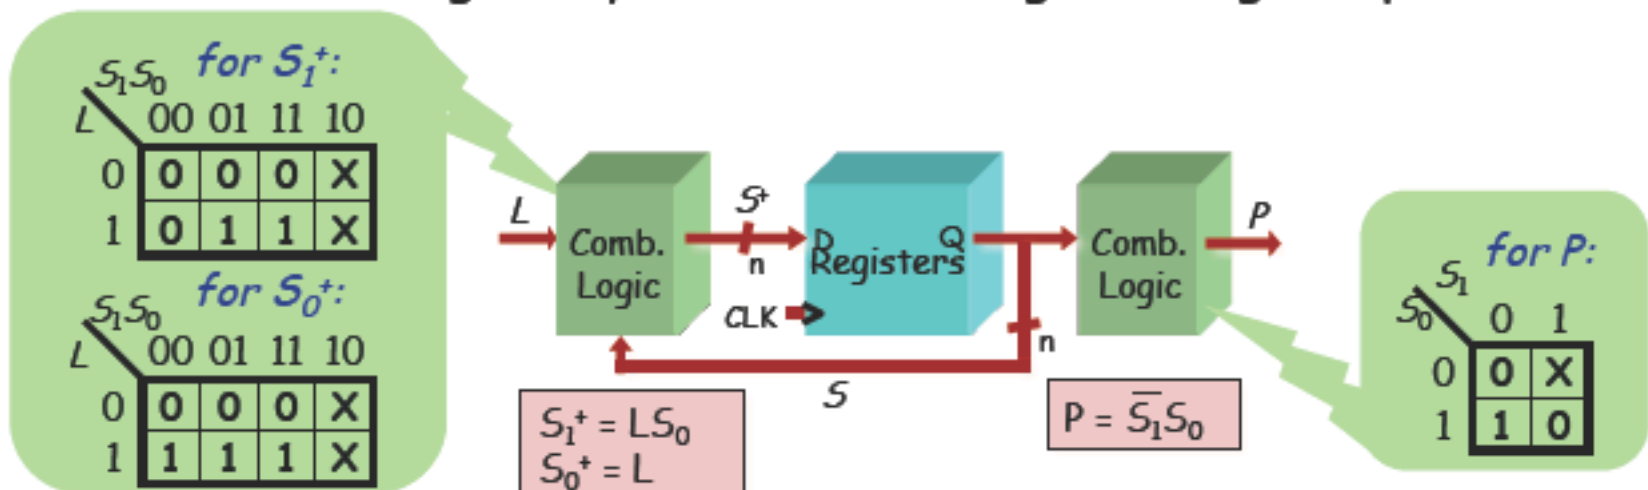 for S₁⁺:
S₁S₀
L 00 01 11 10
0 0 0 0 X
1 0 1 1 X
for S₀⁺:
S₁S₀
L 00 01 11 10
0 0 0 0 X
1 1 1 1 X
L
Comb.
Logic
S⁺
n
D Q
Registers
CLK
n
S
Comb.
Logic
P
S₁⁺ = LS₀
S₀⁺ = L
P = S̅₁S₀
for P:
S₁
S₀ 0 1
0 0 X
1 1 0